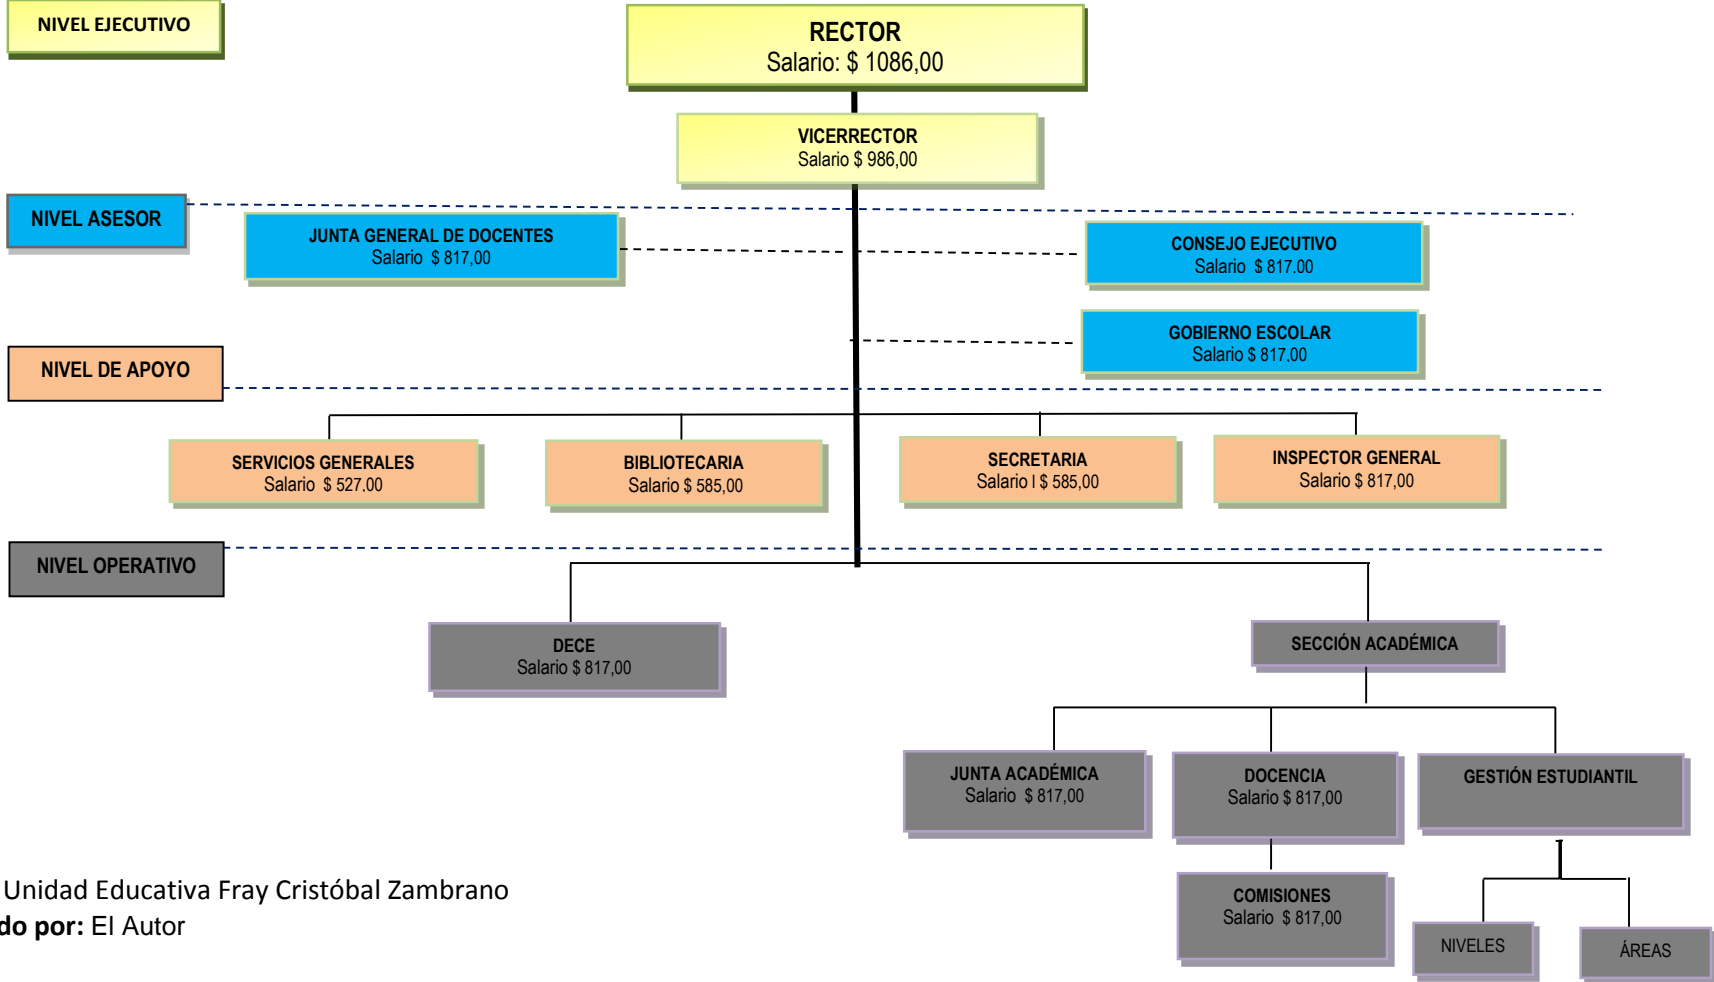 NIVEL EJECUTIVO
RECTOR
Salario: $ 1086,00
VICERRECTOR
Salario $ 986,00
NIVEL ASESOR
JUNTA GENERAL DE DOCENTES
Salario $ 817,00
CONSEJO EJECUTIVO
Salario $ 817.00
GOBIERNO ESCOLAR
Salario $ 817.00
NIVEL DE APOYO
SERVICIOS GENERALES
Salario $ 527.00
BIBLIOTECARIA
Salario $ 585,00
SECRETARIA
Salario l $ 585,00
INSPECTOR GENERAL
Salario $ 817,00
NIVEL OPERATIVO
DECE
Salario $ 817,00
SECCIÓN ACADÉMICA
JUNTA ACADÉMICA
Salario $ 817,00
DOCENCIA
Salario $ 817,00
GESTIÓN ESTUDIANTIL
COMISIONES
Salario $ 817,00
NIVELES
ÁREAS
Unidad Educativa Fray Cristóbal Zambrano
do por: El Autor